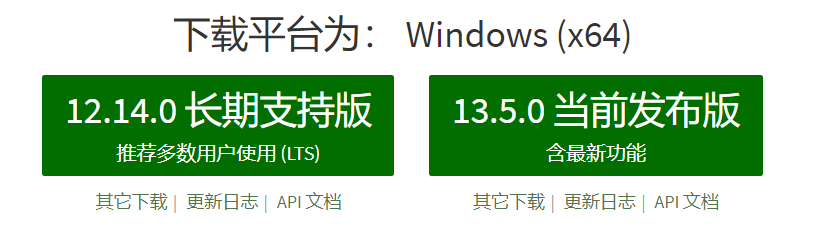 下载平台为： Windows (x64)
12.14.0 长期支持版
推荐多数用户使用 (LTS)
其它下载 | 更新日志 | API 文档
13.5.0 当前发布版
含最新功能
其它下载 | 更新日志 | API 文档